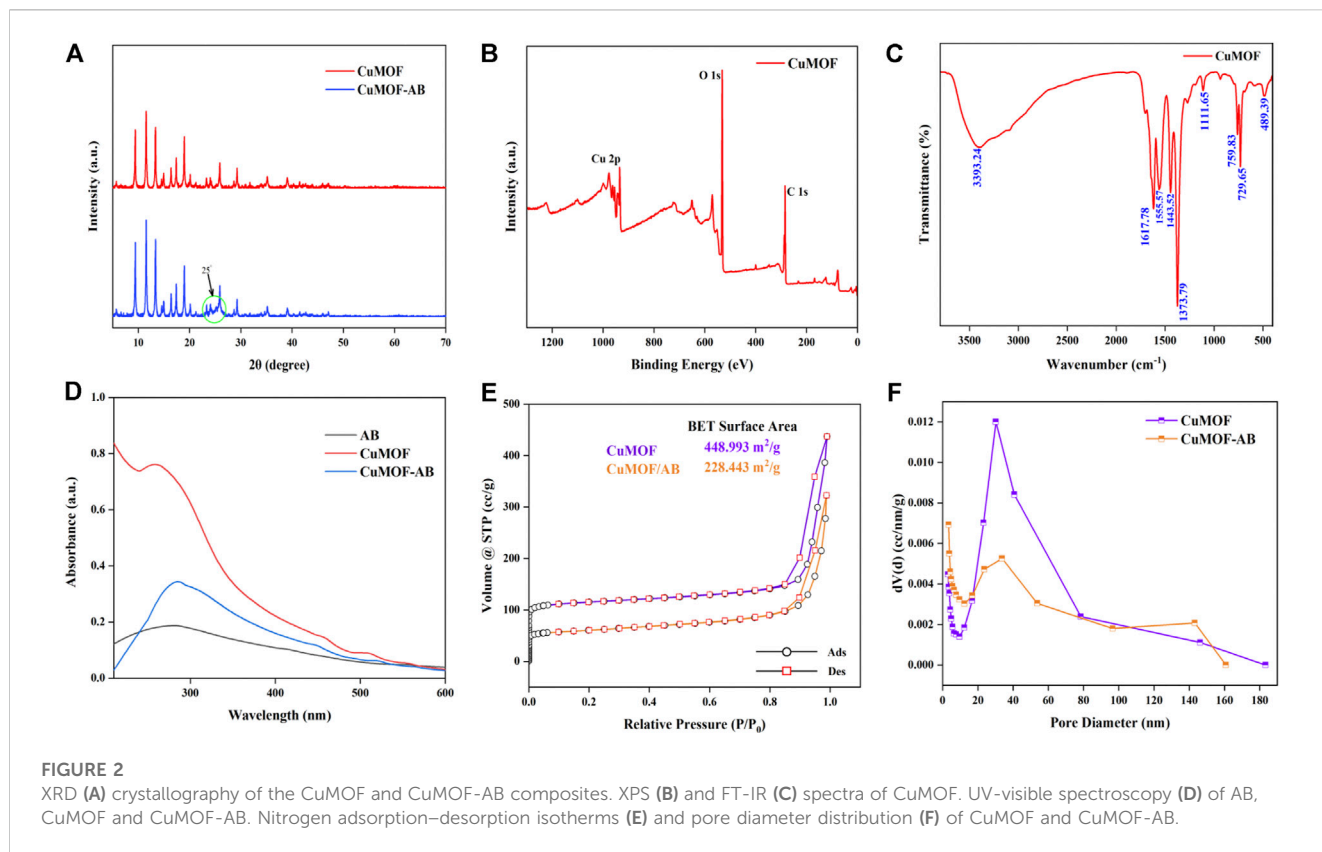 A
CuMOF
CuMOF-AB
25°
Intensity (a.u.)
10 20 30 40 50 60 70
2θ (degree)
B
CuMOF
O 1s
Cu 2p
C 1s
Intensity (a.u.)
1200 1000 800 600 400 200 0
Binding Energy (eV)
C
CuMOF
3393.24
1617.78
1555.57
1443.52
1373.79
1111.65
759.83
729.65
489.39
Transmittance (%)
3500 3000 2500 2000 1500 1000 500
Wavenumber (cm⁻¹)
D
AB
CuMOF
CuMOF-AB
1.0
0.8
0.6
0.4
0.2
0.0
Absorbance (a.u.)
300 400 500 600
Wavelength (nm)
E
BET Surface Area
CuMOF 448.993 m²/g
CuMOF/AB 228.443 m²/g
500
400
300
200
100
0
Volume @ STP (cc/g)
Ads
Des
0.0 0.2 0.4 0.6 0.8 1.0
Relative Pressure (P/P₀)
F
CuMOF
CuMOF-AB
0.012
0.010
0.008
0.006
0.004
0.002
0.000
dV(d) (cc/nm/g)
0 20 40 60 80 100 120 140 160 180
Pore Diameter (nm)
FIGURE 2
XRD (A) crystallography of the CuMOF and CuMOF-AB composites. XPS (B) and FT-IR (C) spectra of CuMOF. UV-visible spectroscopy (D) of AB,
CuMOF and CuMOF-AB. Nitrogen adsorption–desorption isotherms (E) and pore diameter distribution (F) of CuMOF and CuMOF-AB.